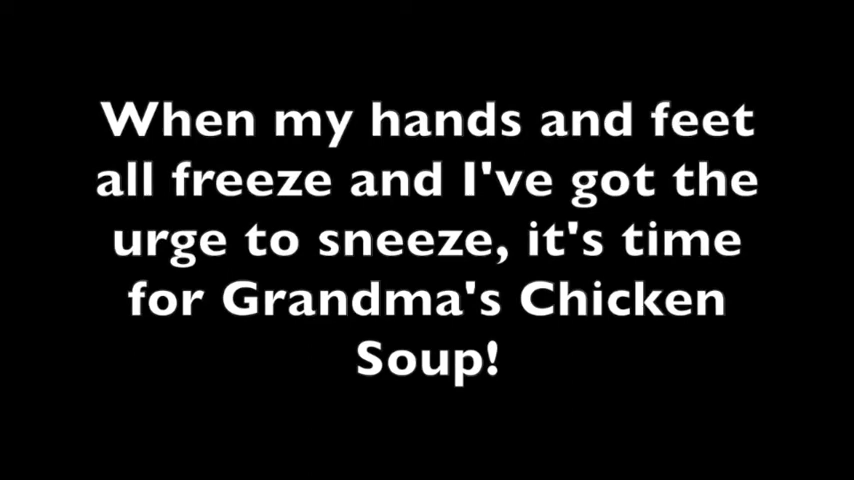 When my hands and feet
all freeze and I've got the
urge to sneeze, it's time
for Grandma's Chicken
Soup!